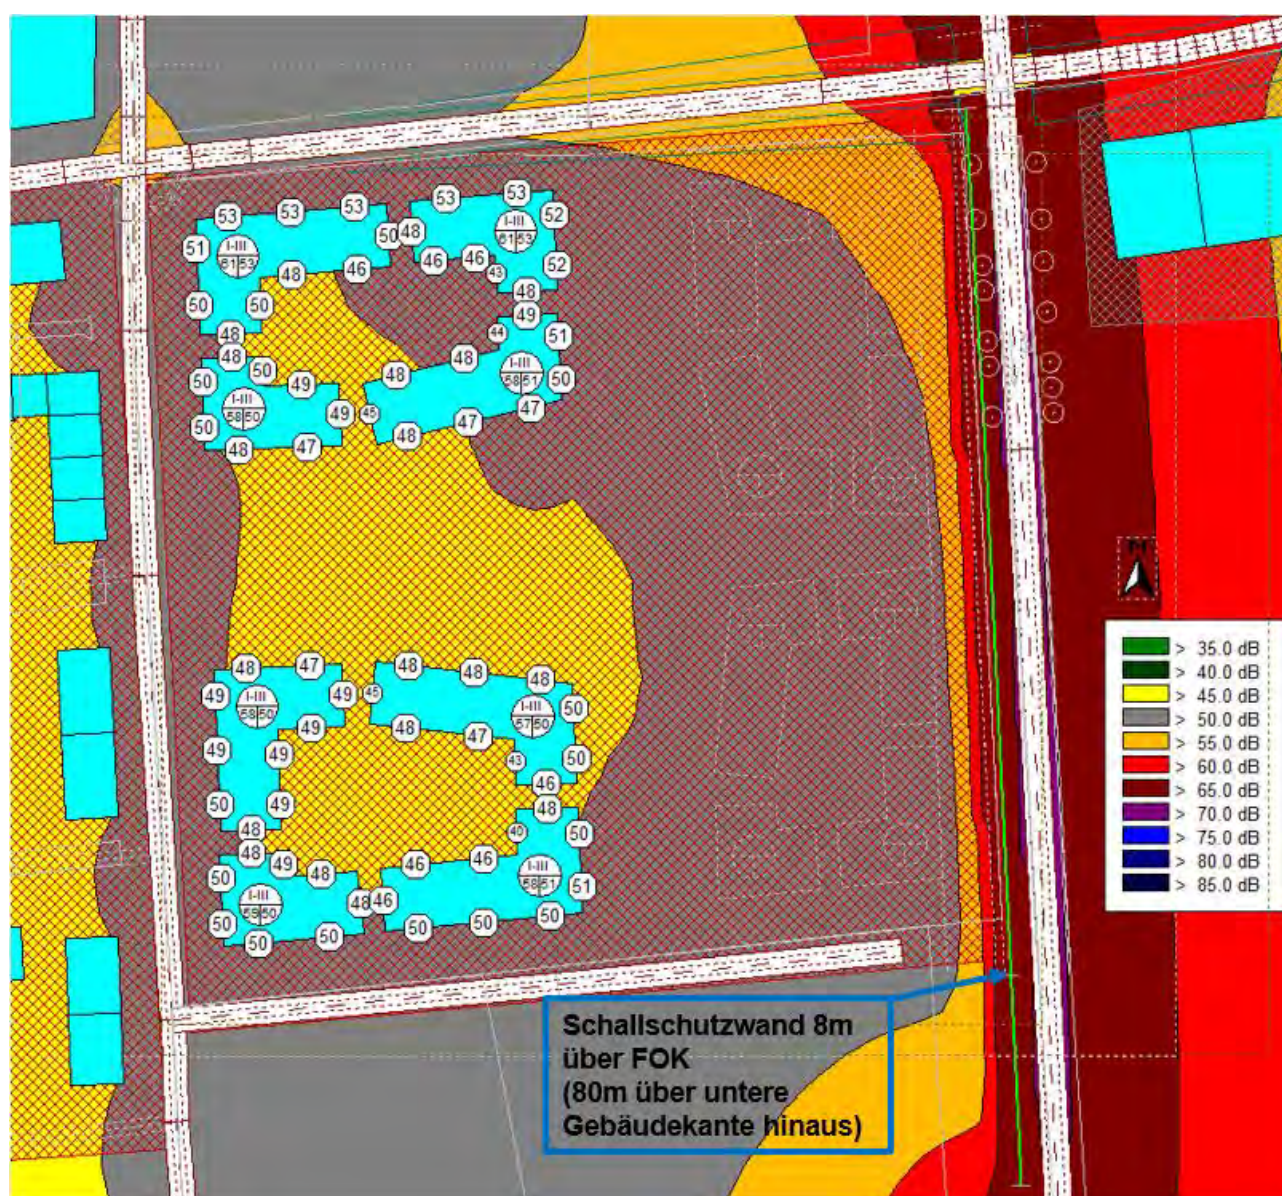 53 53 53 53 53
51 50 48 52
I-III
61 53
I-III
61 53
48 46 46 46 43 52
50 50 48
48 49
48 44 51
48 50 48 48
I-III
58 51
50 49 50
I-III
58 50
49 45 47
50 48 47 48 47
48 47 48 48 48
49 49 45 50
I-III
58 50
I-III
57 50
49 48 47
49 49 43 50
50 49 46
48 48
48 49 48 46 46 40 50
50
I-III
58 51
I-III
59 50
48 46 51
50 50 50 50 50 50
Schallschutzwand 8m
über FOK
(80m über untere
Gebäudekante hinaus)
> 35.0 dB
> 40.0 dB
> 45.0 dB
> 50.0 dB
> 55.0 dB
> 60.0 dB
> 65.0 dB
> 70.0 dB
> 75.0 dB
> 80.0 dB
> 85.0 dB